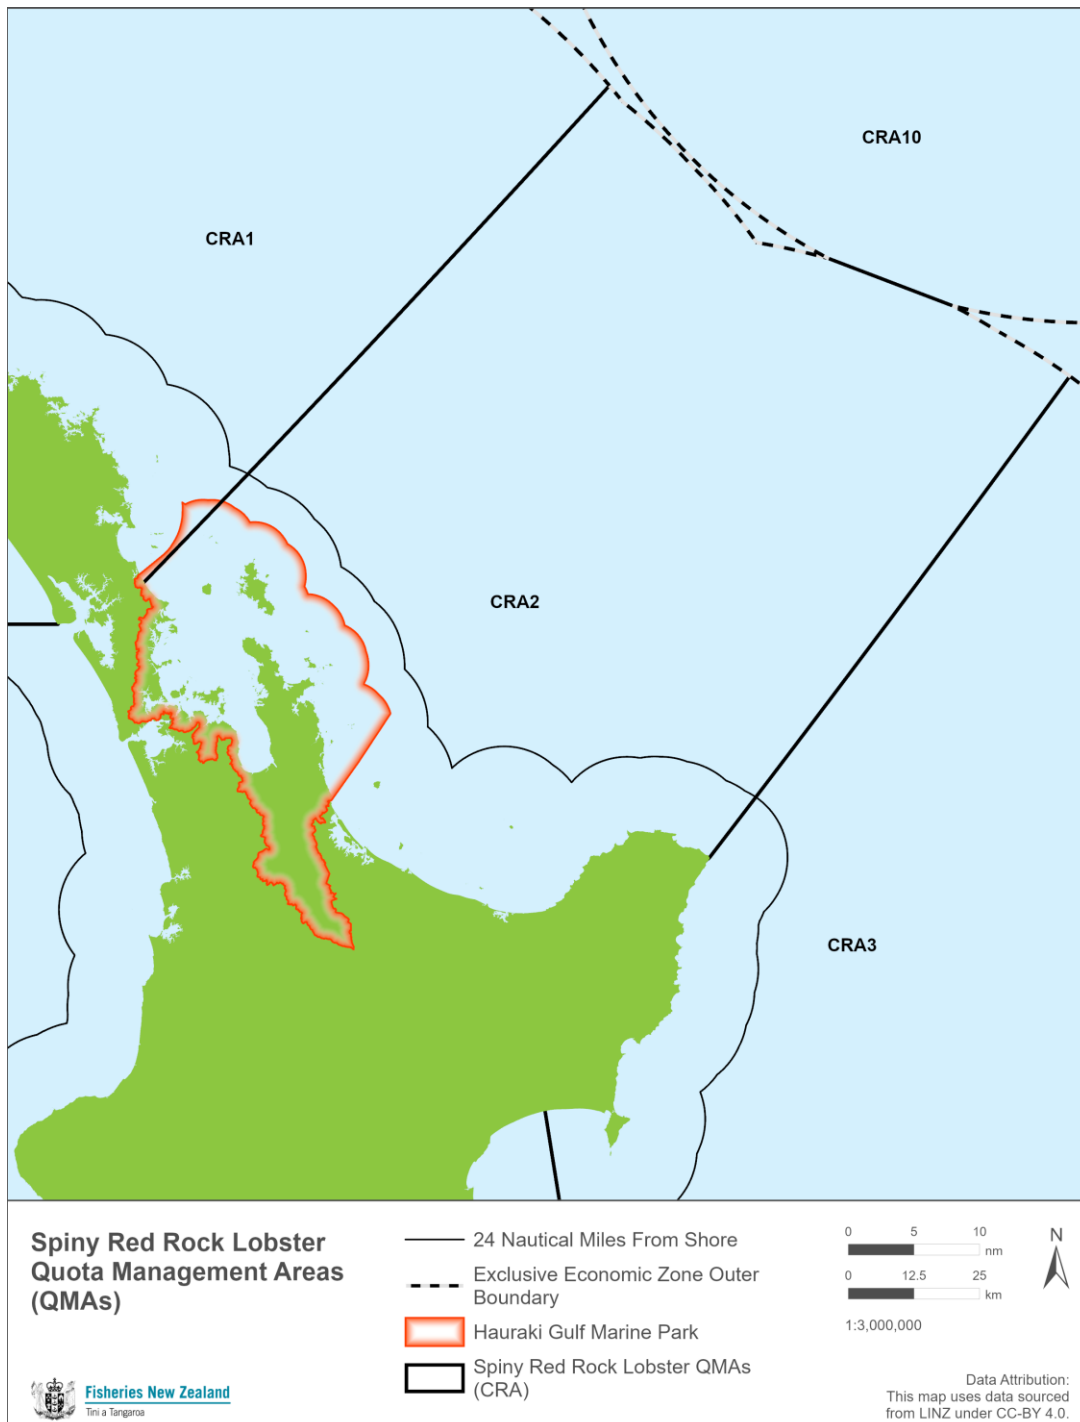 CRA10
CRA1
CRA2
CRA3
Spiny Red Rock Lobster
Quota Management Areas
(QMAs)
24 Nautical Miles From Shore
Exclusive Economic Zone Outer
Boundary
Hauraki Gulf Marine Park
Spiny Red Rock Lobster QMAs
(CRA)
0 5 10
nm
0 12.5 25
km
1:3,000,000
N
Fisheries New Zealand
Tini a Tangaroa
Data Attribution:
This map uses data sourced
from LINZ under CC-BY 4.0.